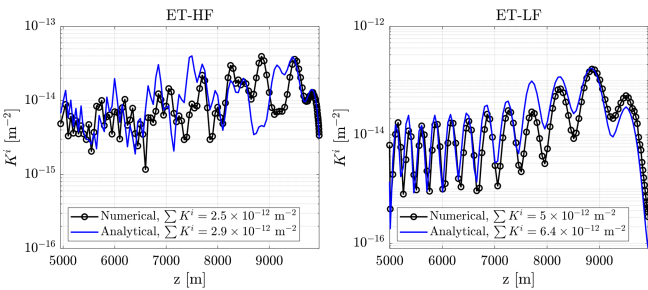 ET-HF
10^{-13}
10^{-14}
10^{-15}
10^{-16}
K^i [m^{-2}]
Numerical, ∑ K^i = 2.5 × 10^{-12} m^{-2}
Analytical, ∑ K^i = 2.9 × 10^{-12} m^{-2}
5000 6000 7000 8000 9000
z [m]
ET-LF
10^{-12}
10^{-14}
10^{-16}
K^i [m^{-2}]
Numerical, ∑ K^i = 5 × 10^{-12} m^{-2}
Analytical, ∑ K^i = 6.4 × 10^{-12} m^{-2}
5000 6000 7000 8000 9000
z [m]